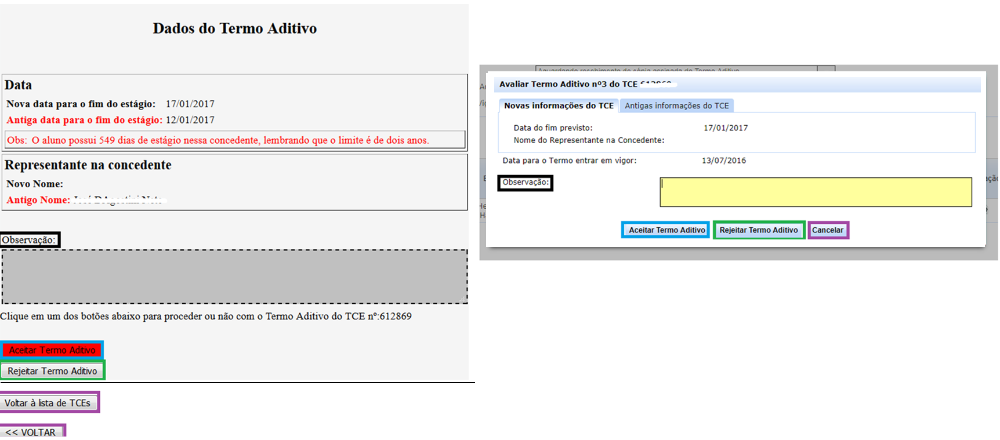 Dados do Termo Aditivo
Data
Nova data para o fim do estágio: 17/01/2017
Antiga data para o fim do estágio: 12/01/2017
Obs: O aluno possui 549 dias de estágio nessa concedente, lembrando que o limite é de dois anos.
Representante na concedente
Novo Nome:
Antigo Nome:
Observação:
Clique em um dos botões abaixo para proceder ou não com o Termo Aditivo do TCE nº:612869
Aceitar Termo Aditivo
Rejeitar Termo Aditivo
Voltar à lista de TCEs
<< VOLTAR
Aguardando recebimento de cópia assinada do Termo Aditivo
Avaliar Termo Aditivo nº3 do TCE
Novas informações do TCE Antigas informações do TCE
Data do fim previsto: 17/01/2017
Nome do Representante na Concedente:
Data para o Termo entrar em vigor: 13/07/2016
Observação:
Aceitar Termo Aditivo Rejeitar Termo Aditivo Cancelar